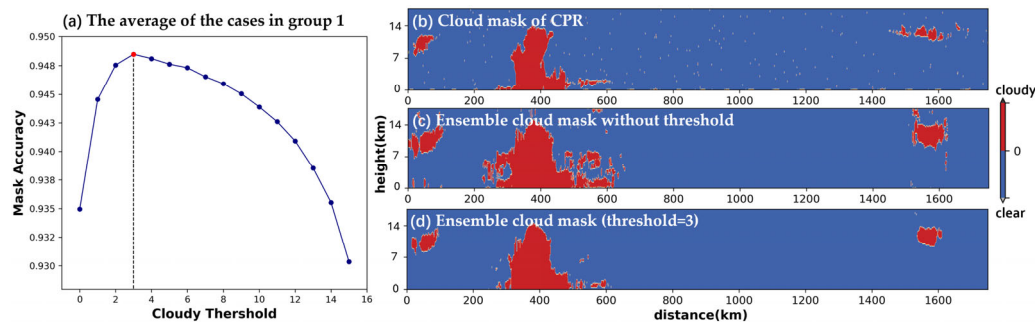 (a) The average of the cases in group 1
Mask Accuracy
0.950
0.948
0.945
0.943
0.940
0.938
0.935
0.933
0.930
0 2 4 6 8 10 12 14 16
Cloudy Thershold
(b) Cloud mask of CPR
14
7
0
0 200 400 600 800 1000 1200 1400 1600
(c) Ensemble cloud mask without threshold
height(km)
14
7
0
0 200 400 600 800 1000 1200 1400 1600
(d) Ensemble cloud mask (threshold=3)
14
7
0
0 200 400 600 800 1000 1200 1400 1600
distance(km)
cloudy
0
clear